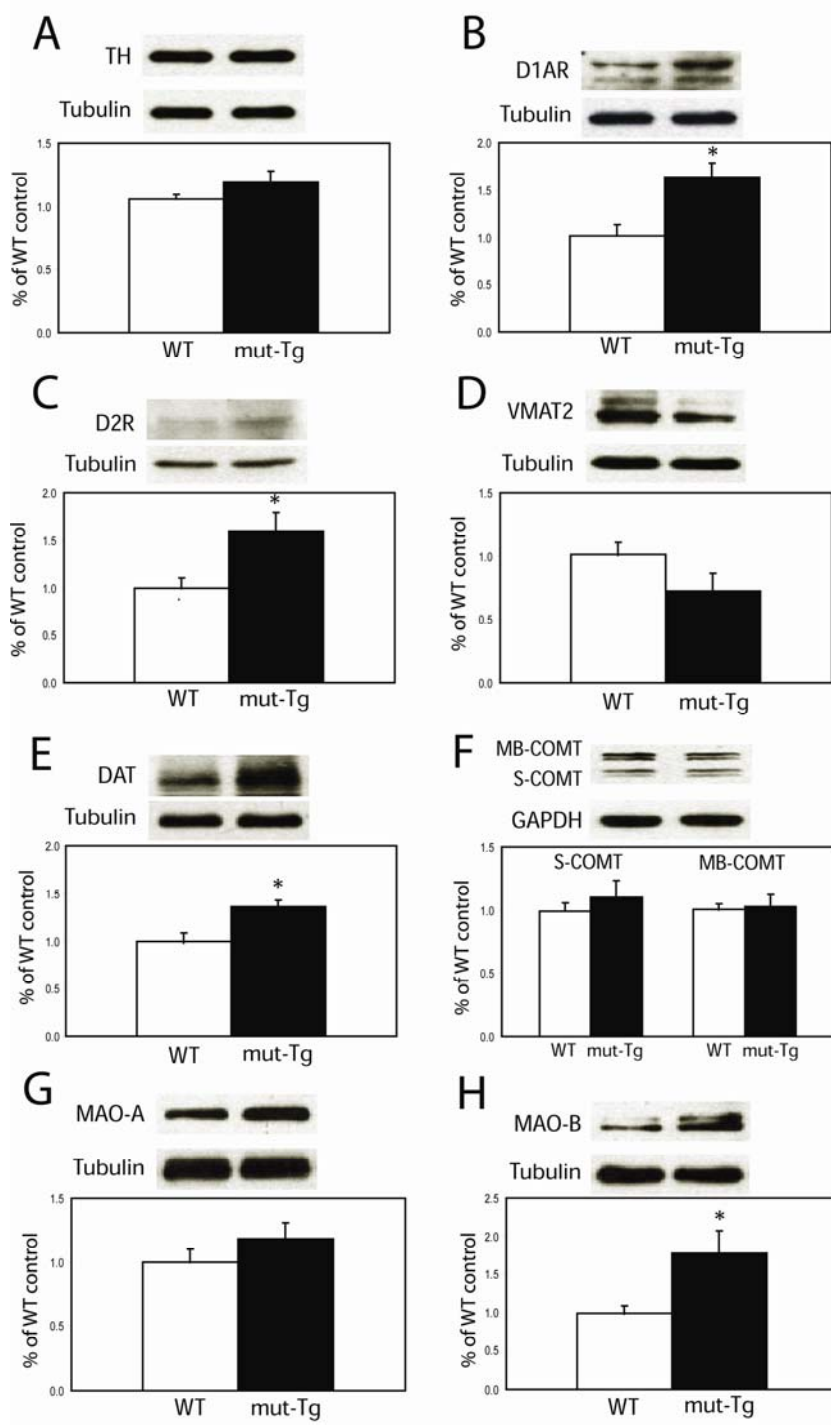 A
TH
Tubulin
% of WT control
1.5
1.0
0.5
0.0
WT mut-Tg
B
D1AR
Tubulin
% of WT control
2.0
*
1.5
1.0
0.5
0.0
WT mut-Tg
C
D2R
Tubulin
% of WT control
2.0
*
1.5
1.0
0.5
0.0
WT mut-Tg
D
VMAT2
Tubulin
% of WT control
1.5
1.0
0.5
0.0
WT mut-Tg
E
DAT
Tubulin
% of WT control
2.0
1.5
*
1.0
0.5
0.0
WT mut-Tg
F
MB-COMT
S-COMT
GAPDH
% of WT control
1.5
S-COMT MB-COMT
1.0
0.5
0.0
WT mut-Tg WT mut-Tg
G
MAO-A
Tubulin
% of WT control
1.5
1.0
0.5
0.0
WT mut-Tg
H
MAO-B
Tubulin
% of WT control
2.5
*
2.0
1.5
1.0
0.5
0.0
WT mut-Tg